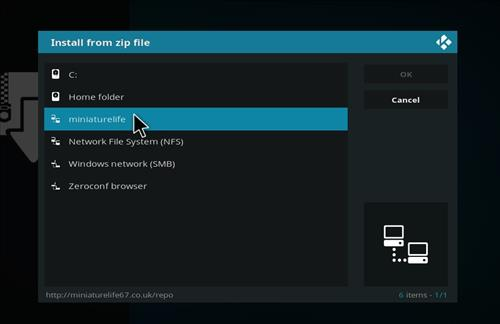 Install from zip file
C:
Home folder
miniaturelife
Network File System (NFS)
Windows network (SMB)
Zeroconf browser
OK
Cancel
http://miniaturelife67.co.uk/repo
6 items - 1/1